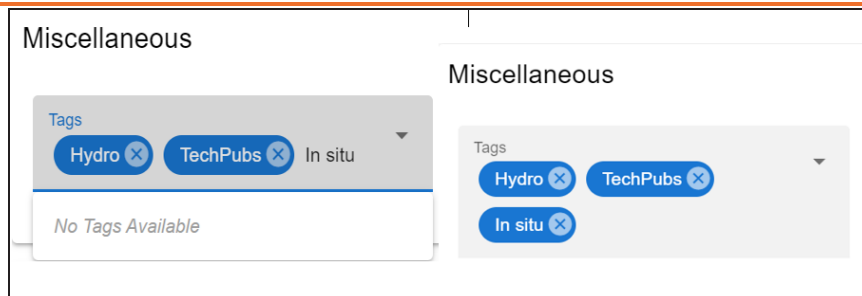 Miscellaneous
Tags
Hydro TechPubs In situ
No Tags Available
Miscellaneous
Tags
Hydro TechPubs
In situ